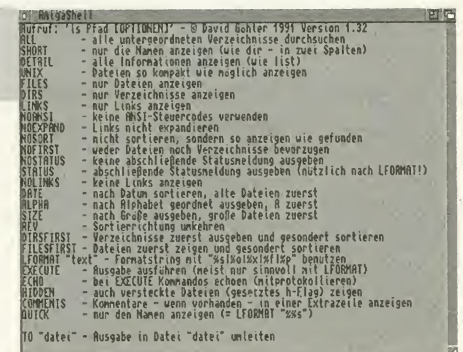 AmigaShell
Aufruf: 'ls Pfad [OPTIONEN]' - © David Göhler 1991 Version 1.32
ALL - alle untergeordneten Verzeichnisse durchsuchen
SHORT - nur die Namen anzeigen (wie dir - in zwei Spalten)
DETAIL - alle Informationen anzeigen (wie list)
UNIX - Dateien so kompakt wie möglich anzeigen
FILES - nur Dateien anzeigen
DIRS - nur Verzeichnisse anzeigen
LINKS - nur Links anzeigen
NOANSI - keine ANSI-Steuercodes verwenden
NOEXPAND - Links nicht expandieren
NOSORT - nicht sortieren, sondern so anzeigen wie gefunden
NOFIRST - weder Dateien noch Verzeichnisse bevorzugen
NOSTATUS - keine abschließende Statusmeldung ausgeben
STATUS - abschließende Statusmeldung ausgeben (nützlich nach LFORMAT!)
NOLINKS - keine Links anzeigen
DATE - nach Datum sortieren, alte Dateien zuerst
ALPHA - nach Alphabet geordnet ausgeben, A zuerst
SIZE - nach Größe ausgeben, große Dateien zuerst
REV - Sortierrichtung umkehren
DIRSFIRST - Verzeichnisse zuerst ausgeben und gesondert sortieren
FILESFIRST - Dateien zuerst zeigen und gesondert sortieren
LFORMAT "text" - Formatstring mit "%s|%l|%x|%f|%p" benutzen
EXECUTE - Ausgabe ausführen (meist nur sinnvoll mit LFORMAT)
ECHO - bei EXECUTE Kommandos echoen (mitprotokollieren)
HIDDEN - auch versteckte Dateien (gesetztes h-Flag) zeigen
COMMENTS - Kommentare - wenn vorhanden - in einer Extrazeile anzeigen
QUICK - nur den Namen anzeigen (= LFORMAT "%%s")
TO "datei" - Ausgabe in Datei "datei" umleiten